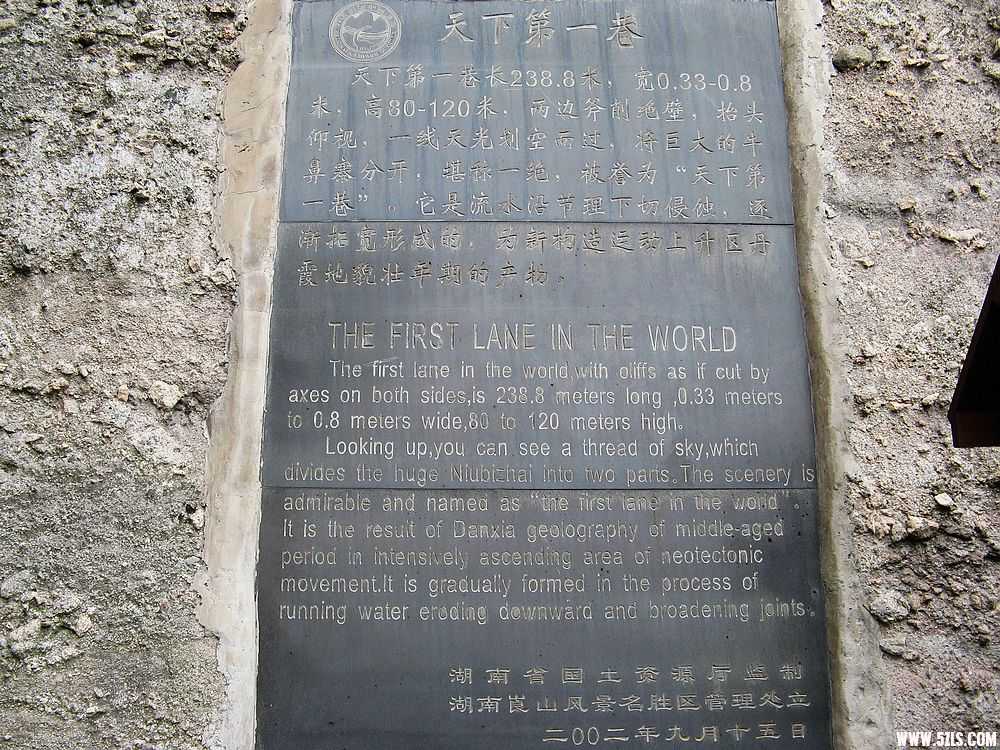 天下第一巷
天下第一巷长238.8米，宽0.33-0.8
米，高80-120米，两边斧削绝壁，抬头
仰视，一线天光划空而过，将巨大的牛
鼻寨分开，堪称一绝，被誉为“天下第
一巷”。它是流水沿节理下切侵蚀，逐
渐拓宽形成的，为新构造运动上升区丹
霞地貌壮年期的产物。
THE FIRST LANE IN THE WORLD
The first lane in the world,with oliffs as if cut by
axes on both sides,is 238.8 meters long ,0.33 meters
to 0.8 meters wide,80 to 120 meters high。
Looking up,you can see a thread of sky,which
divides the huge Niubizhai into two parts。The scenery is
admirable and named as “the first lane in the world”。
It is the result of Danxia geolography of middle-aged
period in intensively ascending area of neotectonic
movement.It is gradually formed in the process of
running water eroding downward and broadening joints。
湖南省国土资源厅监制
湖南崀山风景名胜区管理处立
二OO二年九月十五日
WWW.52LS.COM